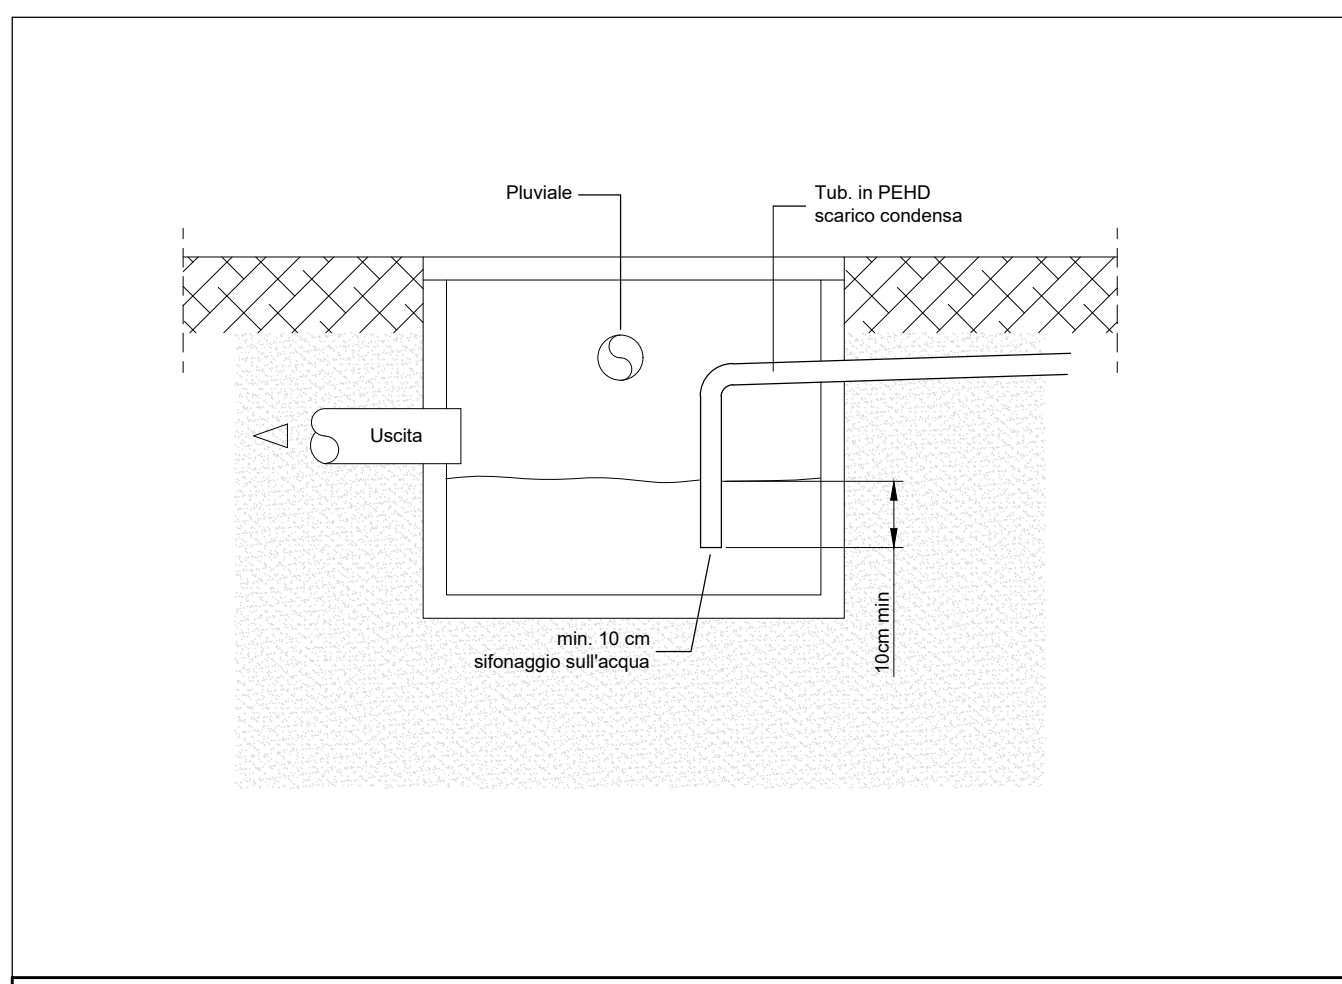 Pluviale
Tub. in PEHD
scarico condensa
Uscita
min. 10 cm
sifonaggio sull'acqua
10cm min